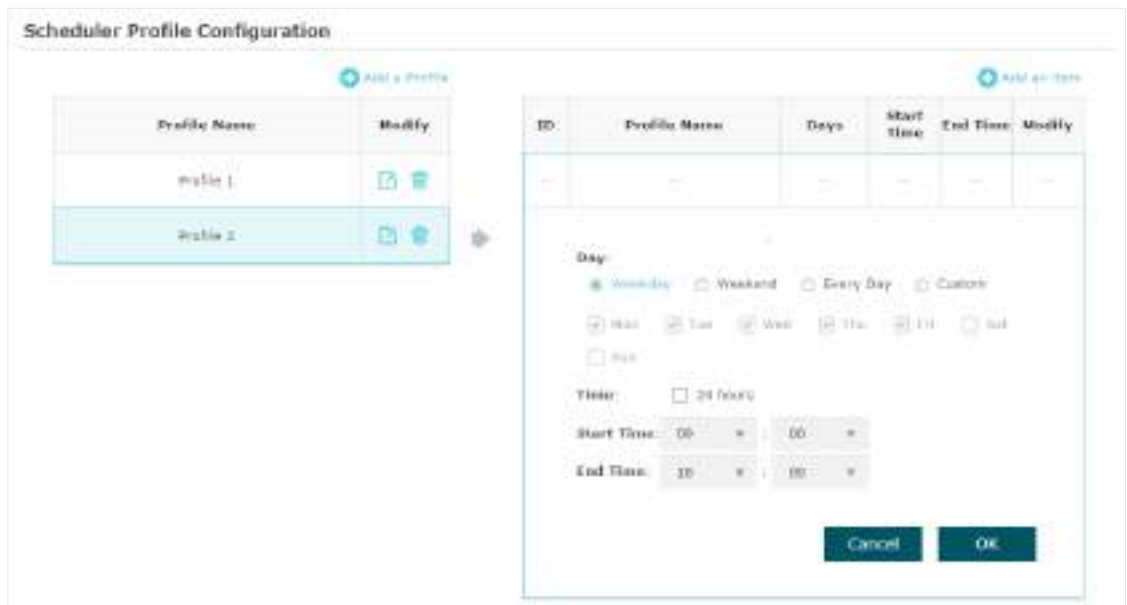 Scheduler Profile Configuration
Add a Profile
Add an Item
Profile Name Modify
ID Profile Name Days Start Time End Time Modify
Profile 1
-- -- -- -- -- --
Profile 2
Day:
Weekday Weekend Every Day Custom
Mon Tue Wed Thu Fri Sat
Sun
Time: 24 hours
Start Time: : 00
End Time: : 00
Cancel OK